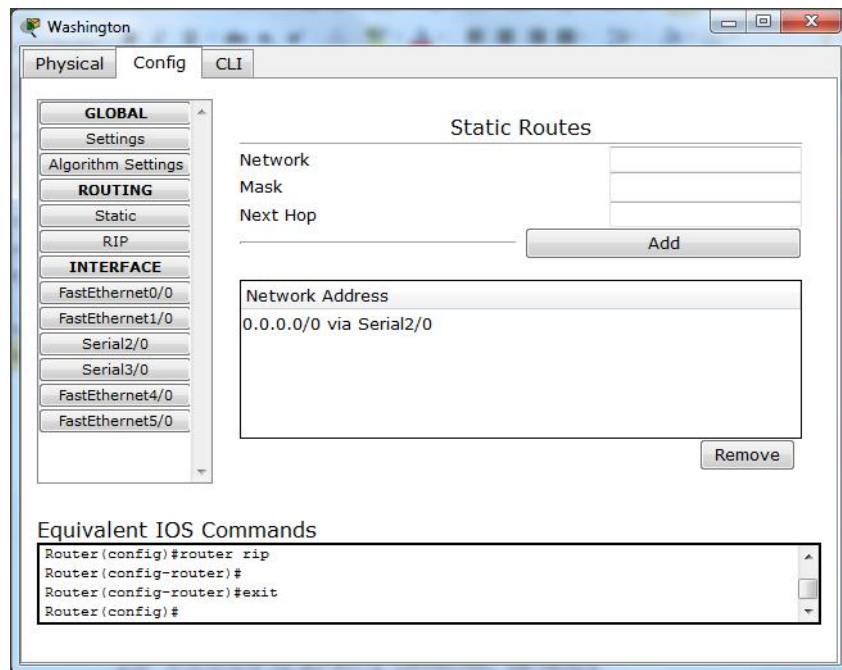 Washington
Physical
Config
CLI
GLOBAL
Settings
Algorithm Settings
ROUTING
Static
RIP
INTERFACE
FastEthernet0/0
FastEthernet1/0
Serial2/0
Serial3/0
FastEthernet4/0
FastEthernet5/0
Static Routes
Network
Mask
Next Hop
Add
Network Address
0.0.0.0/0 via Serial2/0
Remove
Equivalent IOS Commands
Router(config)#router rip
Router(config-router)#
Router(config-router)#exit
Router(config)#